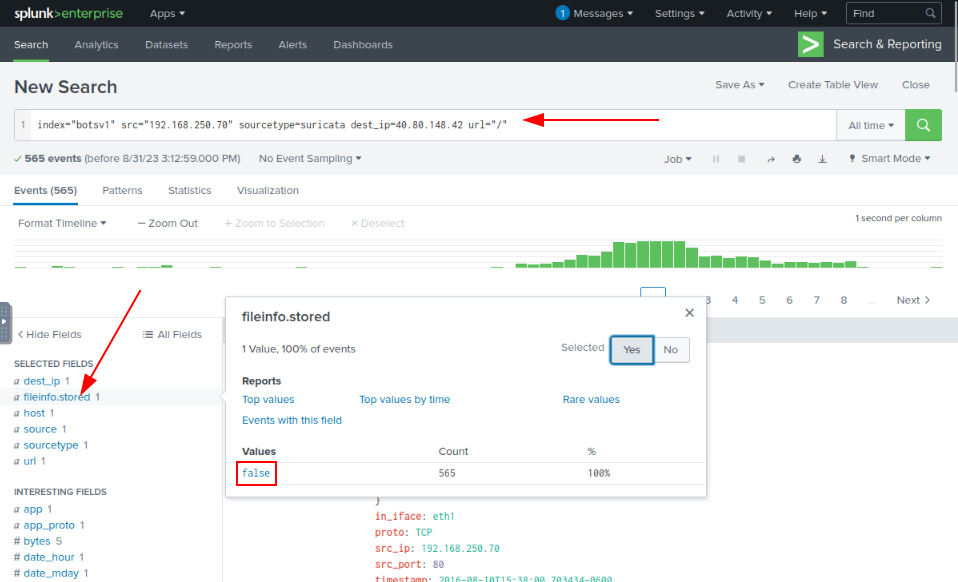 splunk>enterprise Apps ▾ 1 Messages ▾ Settings ▾ Activity ▾ Help ▾ Find
Search Analytics Datasets Reports Alerts Dashboards > Search & Reporting
New Search Save As ▾ Create Table View Close
1 index="botsv1" src="192.168.250.70" sourcetype=suricata dest_ip=40.80.148.42 url="/" All time ▾
✓ 565 events (before 8/31/23 3:12:59.000 PM) No Event Sampling ▾ Job ▾ Smart Mode ▾
Events (565) Patterns Statistics Visualization
Format Timeline ▾ — Zoom Out + Zoom to Selection × Deselect 1 second per column
4 5 6 7 8 ... Next >
< Hide Fields All Fields
SELECTED FIELDS
a dest_ip 1
a fileinfo.stored 1
a host 1
a source 1
a sourcetype 1
a url 1
INTERESTING FIELDS
a app 1
a app_proto 1
# bytes 5
# date_hour 1
# date_mday 1
fileinfo.stored ×
1 Value, 100% of events Selected Yes No
Reports
Top values Top values by time Rare values
Events with this field
Values Count %
false 565 100%
}
in_iface: eth1
proto: TCP
src_ip: 192.168.250.70
src_port: 80
timestamp: 2016-08-10T15:38:00.703434-0600